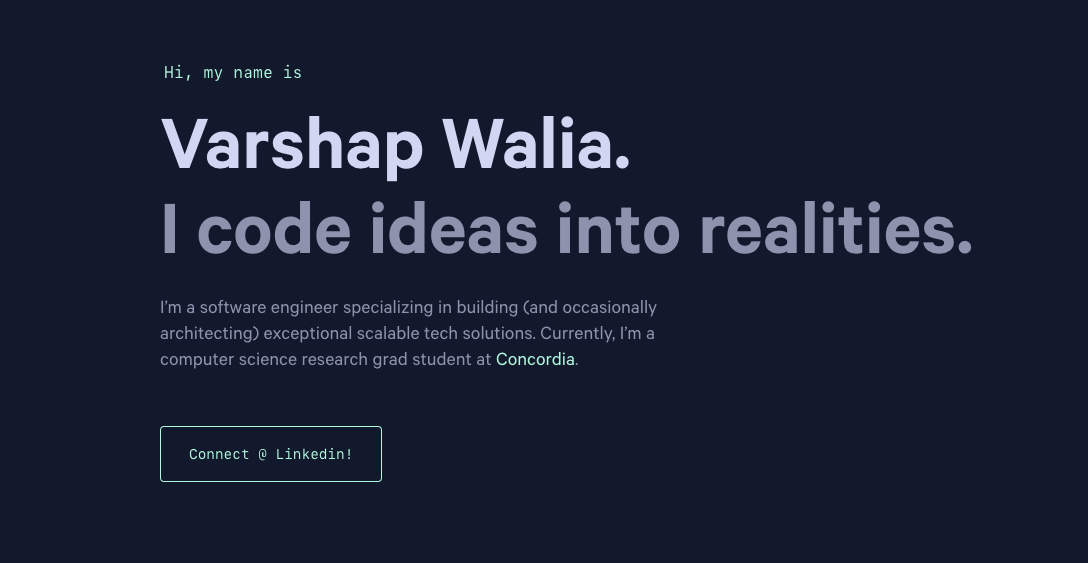 Hi, my name is
Varshap Walia.
I code ideas into realities.
I’m a software engineer specializing in building (and occasionally
architecting) exceptional scalable tech solutions. Currently, I’m a
computer science research grad student at Concordia.
Connect @ Linkedin!